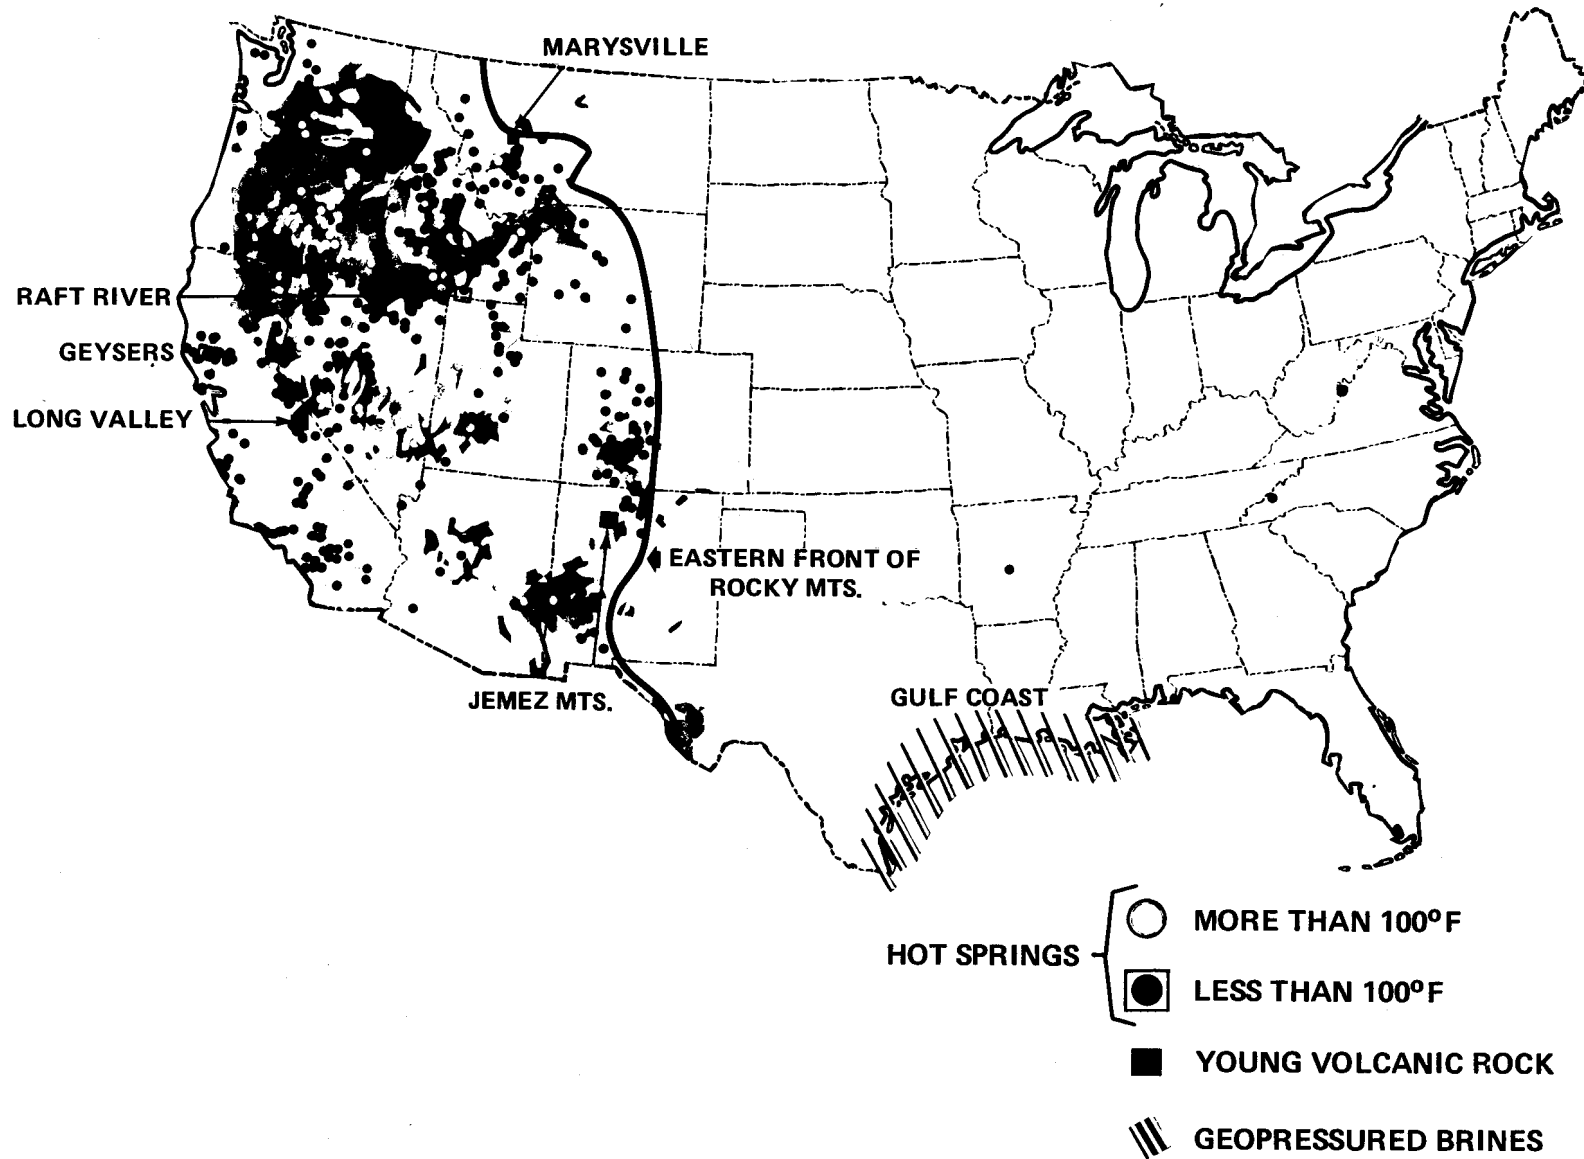 MARYSVILLE
RAFT RIVER
GEYSERS
LONG VALLEY
EASTERN FRONT OF
ROCKY MTS.
JEMEZ MTS.
GULF COAST
HOT SPRINGS
MORE THAN 100°F
LESS THAN 100°F
YOUNG VOLCANIC ROCK
GEOPRESSURED BRINES